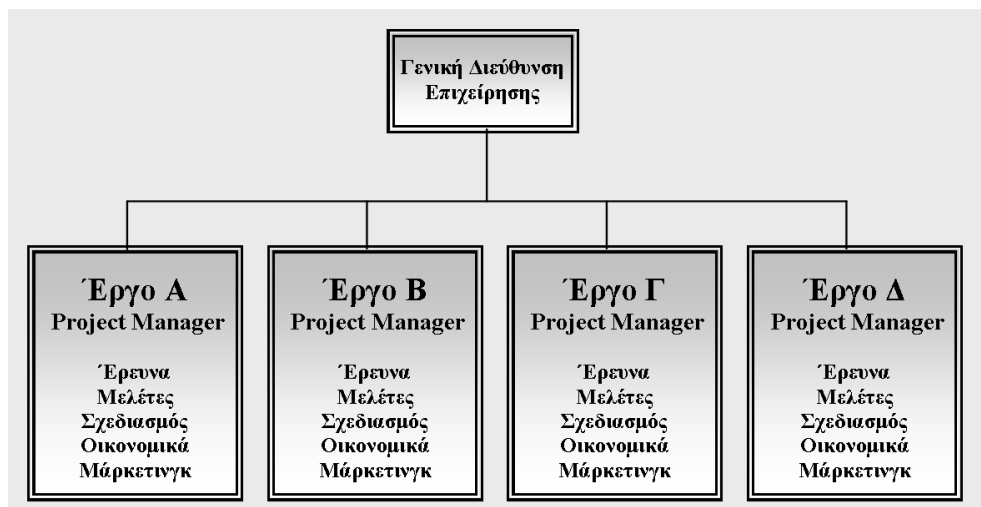 Γενική Διεύθυνση
Επιχείρησης
Έργο Α
Project Manager
Έρευνα
Μελέτες
Σχεδιασμός
Οικονομικά
Μάρκετινγκ
Έργο Β
Project Manager
Έρευνα
Μελέτες
Σχεδιασμός
Οικονομικά
Μάρκετινγκ
Έργο Γ
Project Manager
Έρευνα
Μελέτες
Σχεδιασμός
Οικονομικά
Μάρκετινγκ
Έργο Δ
Project Manager
Έρευνα
Μελέτες
Σχεδιασμός
Οικονομικά
Μάρκετινγκ